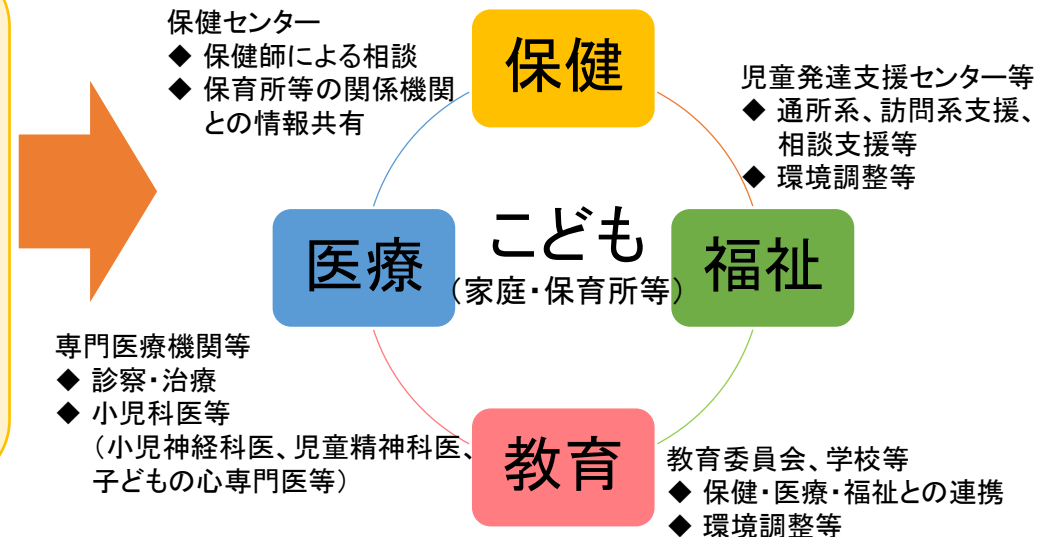 保健センター
◆ 保健師による相談
◆ 保育所等の関係機関
との情報共有
保健
児童発達支援センター等
◆ 通所系、訪問系支援、
相談支援等
◆ 環境調整等
医療
こども
（家庭・保育所等）
福祉
専門医療機関等
◆ 診察・治療
◆ 小児科医等
（小児神経科医、児童精神科医、
子どもの心専門医等）
教育
教育委員会、学校等
◆ 保健・医療・福祉との連携
◆ 環境調整等